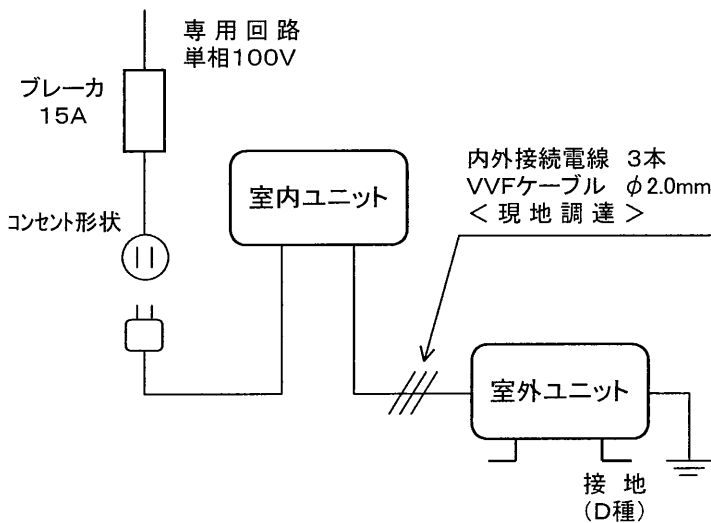 専用回路
単相100V
ブレーカ
15A
コンセント形状
室内ユニット
内外接続電線 3本
VVFケーブル φ2.0mm
<現地調達>
室外ユニット
接地
(D種)